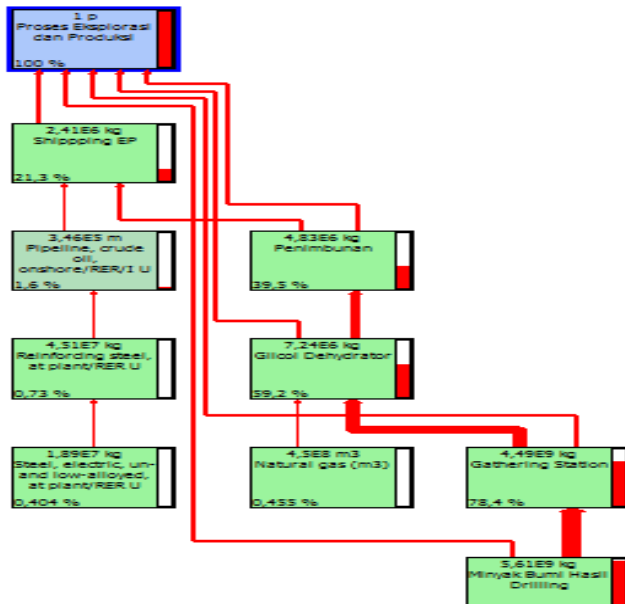 1 p
Proses Eksplorasi
dan Produksi
100 %
2,41E6 kg
Shippping EP
21,3 %
3,46E5 m
Pipeline, crude
oil,
onshore/RER/I U
1,6 %
4,83E6 kg
Penimbunan
39,5 %
4,51E7 kg
Reinforcing steel,
at plant/RER U
0,73 %
7,24E6 kg
Glicol Dehydrator
59,2 %
1,89E7 kg
Steel, electric, un-
and low-alloyed,
at plant/RER U
0,404 %
4,5E8 m3
Natural gas (m3)
0,455 %
4,49E9 kg
Gathering Station
78,4 %
5,61E9 kg
Minyak Bumi Hasil
Drilling